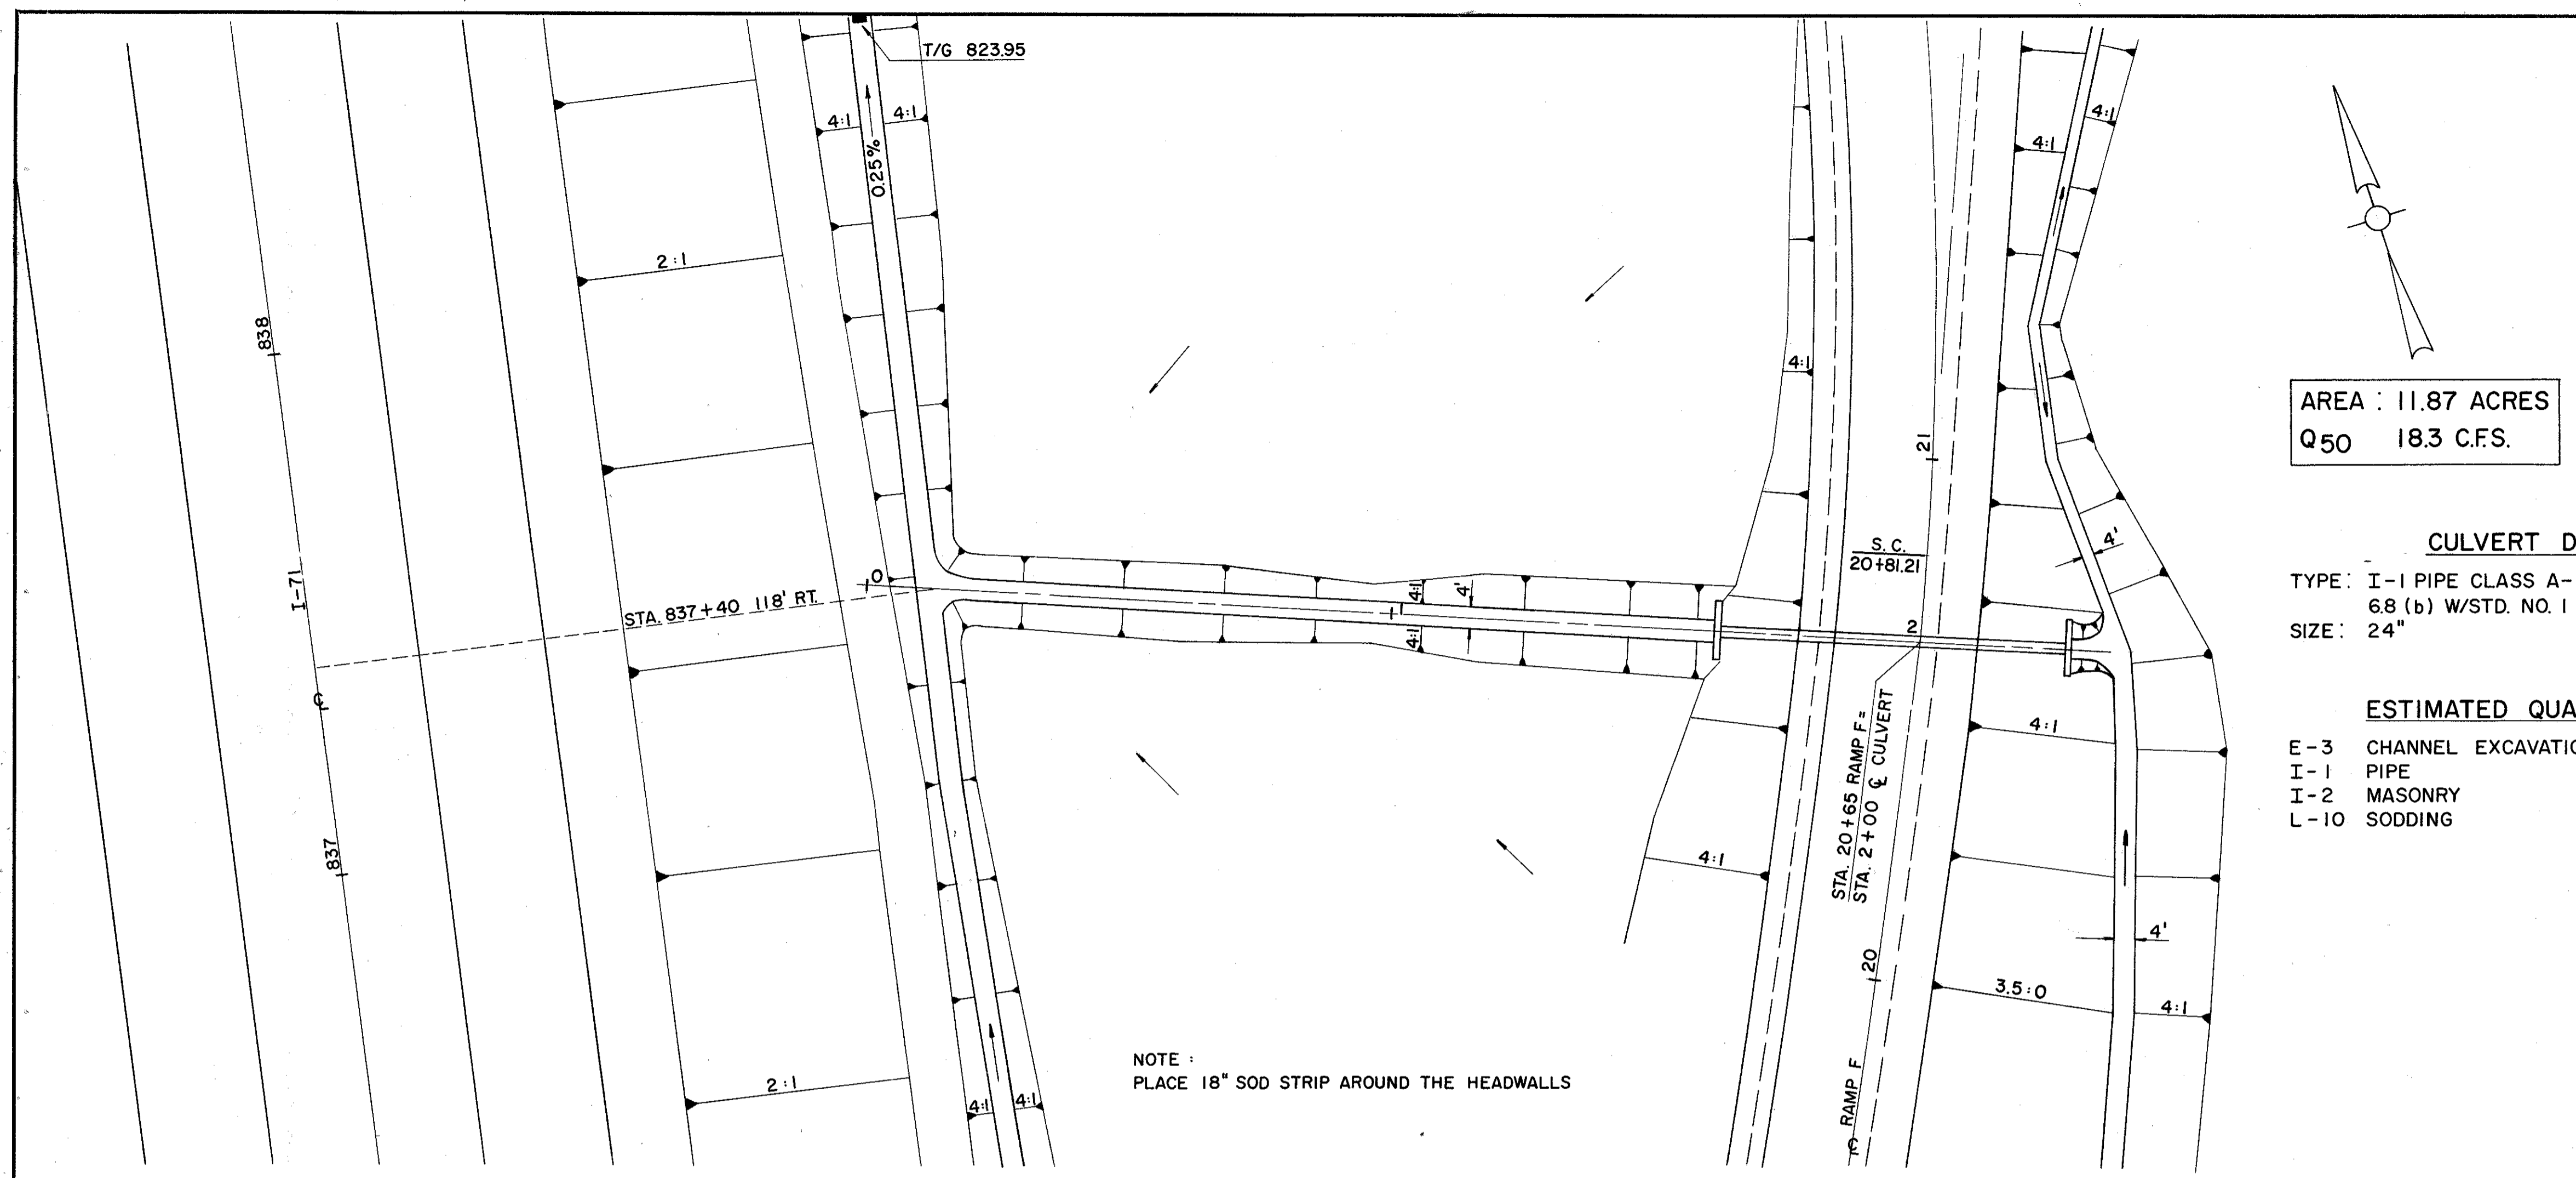 T/G 823.95
4:1
4:1
0.25%
2:1
838
I-71
STA. 837+40 118' RT.
0
℄
837
2:1
4:1
4:1
1
4:1
4:1
4'
NOTE :
PLACE 18" SOD STRIP AROUND THE HEADWALLS
4:1
4:1
S.C.
20+81.21
21
2
STA. 20+65 RAMP F =
STA. 2+00 ℄ CULVERT
20
℄ RAMP F
4:1
4:1
4'
4:1
4'
3.5:0
4:1
AREA : 11.87 ACRES
Q50 18.3 C.F.S.
CULVERT D
TYPE: I-1 PIPE CLASS A-
6.8 (b) W/STD. NO. 1
SIZE: 24"
ESTIMATED QUA
E-3 CHANNEL EXCAVATIO
I-1 PIPE
I-2 MASONRY
L-10 SODDING